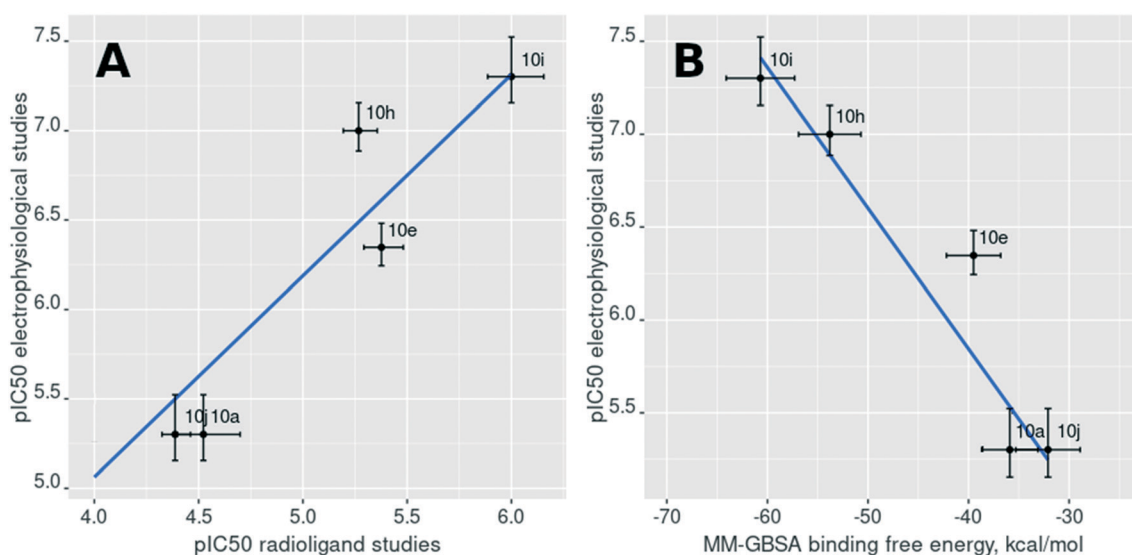 A
pIC50 electrophysiological studies
7.5
7.0
6.5
6.0
5.5
5.0
10i
10h
10e
10j 10a
4.0 4.5 5.0 5.5 6.0
pIC50 radioligand studies
B
pIC50 electrophysiological studies
7.5
7.0
6.5
6.0
5.5
10i
10h
10e
10a 10j
-70 -60 -50 -40 -30
MM-GBSA binding free energy, kcal/mol